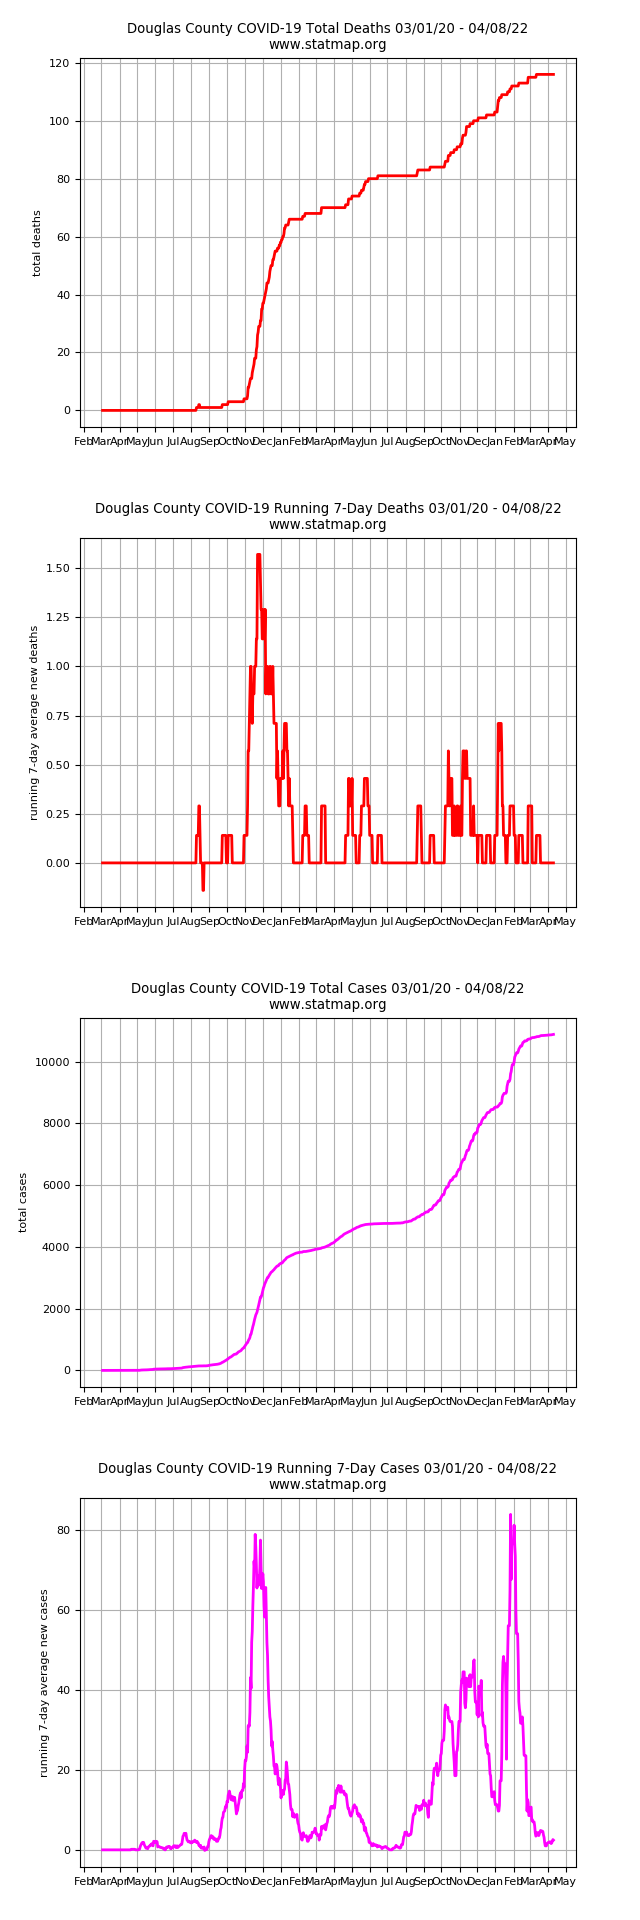 Douglas County COVID-19 Total Deaths 03/01/20 - 04/08/22
www.statmap.org
120
100
80
60
40
20
0
total deaths
Feb Mar Apr May Jun Jul Aug Sep Oct Nov Dec Jan Feb Mar Apr May Jun Jul Aug Sep Oct Nov Dec Jan Feb Mar Apr May
Douglas County COVID-19 Running 7-Day Deaths 03/01/20 - 04/08/22
www.statmap.org
1.50
1.25
1.00
0.75
0.50
0.25
0.00
running 7-day average new deaths
Feb Mar Apr May Jun Jul Aug Sep Oct Nov Dec Jan Feb Mar Apr May Jun Jul Aug Sep Oct Nov Dec Jan Feb Mar Apr May
Douglas County COVID-19 Total Cases 03/01/20 - 04/08/22
www.statmap.org
10000
8000
6000
4000
2000
0
total cases
Feb Mar Apr May Jun Jul Aug Sep Oct Nov Dec Jan Feb Mar Apr May Jun Jul Aug Sep Oct Nov Dec Jan Feb Mar Apr May
Douglas County COVID-19 Running 7-Day Cases 03/01/20 - 04/08/22
www.statmap.org
80
60
40
20
0
running 7-day average new cases
Feb Mar Apr May Jun Jul Aug Sep Oct Nov Dec Jan Feb Mar Apr May Jun Jul Aug Sep Oct Nov Dec Jan Feb Mar Apr May